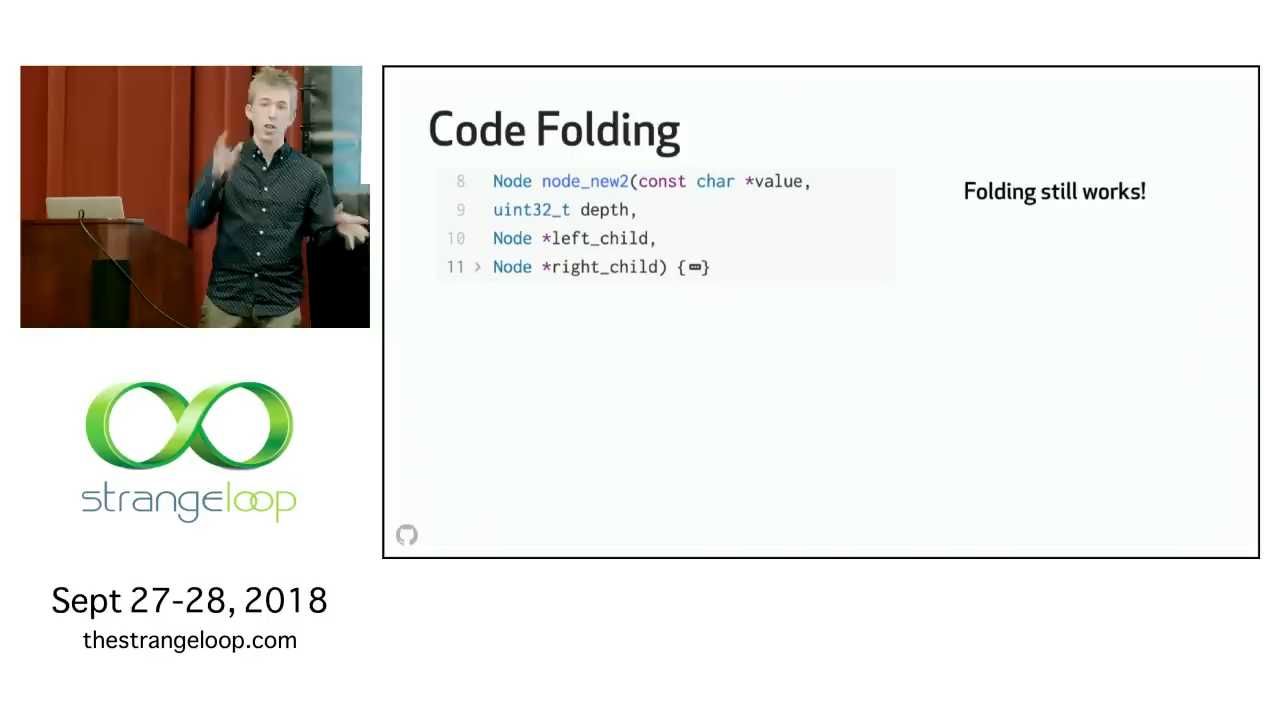 Code Folding
8 Node node_new2(const char *value,
9 uint32_t depth,
10 Node *left_child,
11 > Node *right_child) {⋯}
Folding still works!
strangeloop
Sept 27-28, 2018
thestrangeloop.com